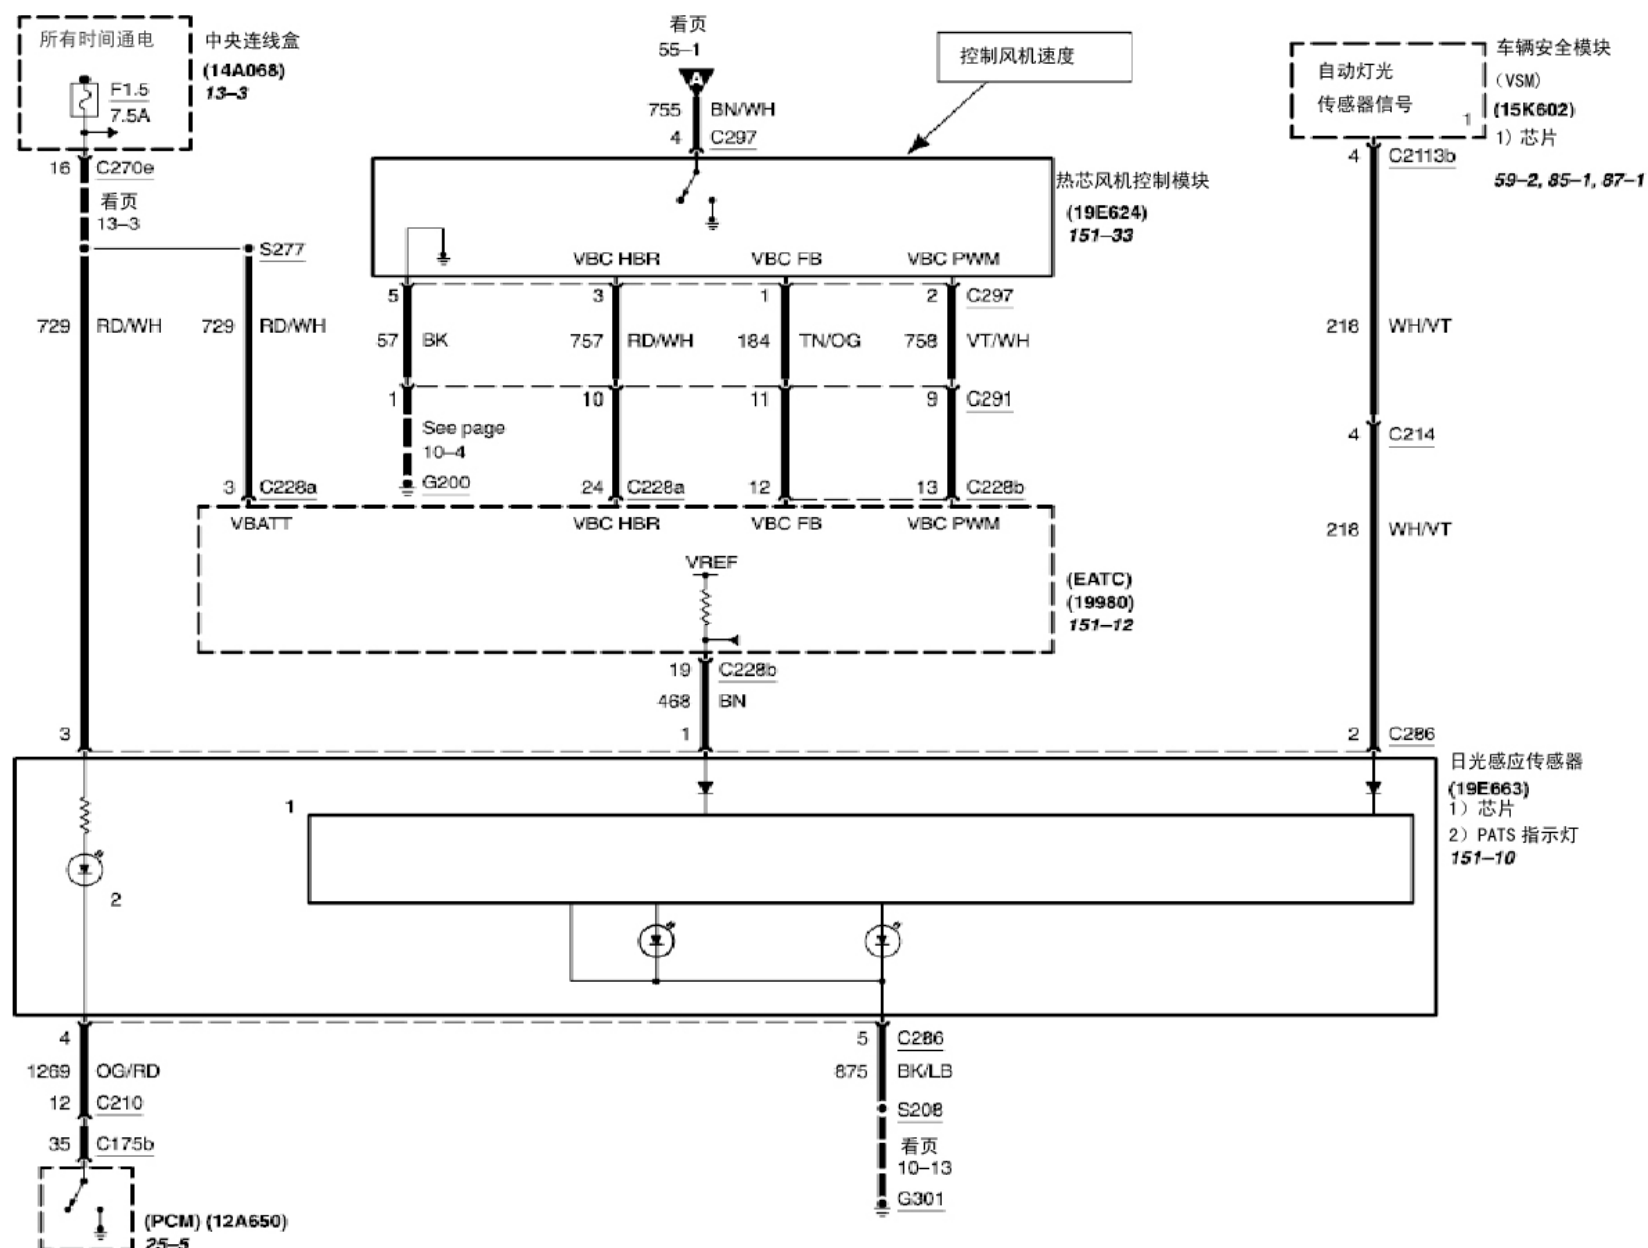 所有时间通电
F1.5
7.5A
中央连线盒
(14A068)
13–3
16 C270e
看页
13–3
S277
729 RD/WH
729 RD/WH
3 C228a
看页
55–1
A
755 BN/WH
4 C297
控制风机速度
热芯风机控制模块
(19E624)
151–33
VBC HBR VBC FB VBC PWM
5 3 1 2 C297
57 BK 757 RD/WH 184 TN/OG 758 VT/WH
1 10 11 9 C291
See page
10–4
G200
24 C228a 12 13 C228b
VBATT VBC HBR VBC FB VBC PWM
VREF
(EATC)
(19980)
151–12
19 C228b
468 BN
自动灯光
传感器信号
1
车辆安全模块
(VSM)
(15K602)
1) 芯片
59–2, 85–1, 87–1
4 C2113b
218 WH/VT
4 C214
218 WH/VT
3 1 2 C286
日光感应传感器
(19E663)
1) 芯片
2) PATS 指示灯
151–10
1
2
4 5 C286
1269 OG/RD
12 C210
35 C175b
(PCM) (12A650)
25–5
875 BK/LB
S208
看页
10–13
G301